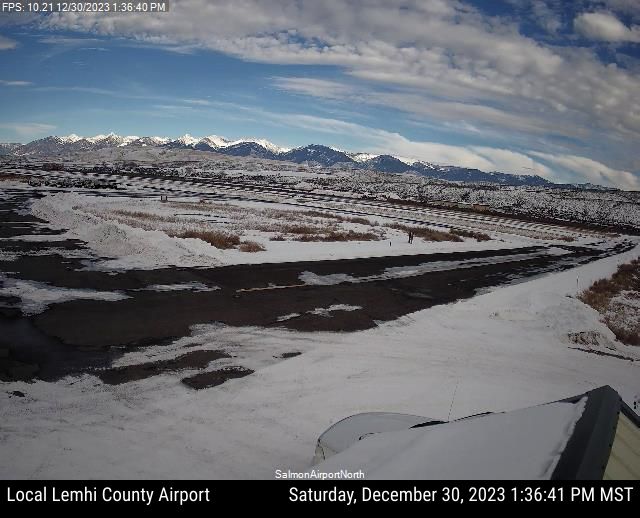 FPS: 10.21 12/30/2023 1:36:40 PM
SalmonAirportNorth
Local Lemhi County Airport Saturday, December 30, 2023 1:36:41 PM MST